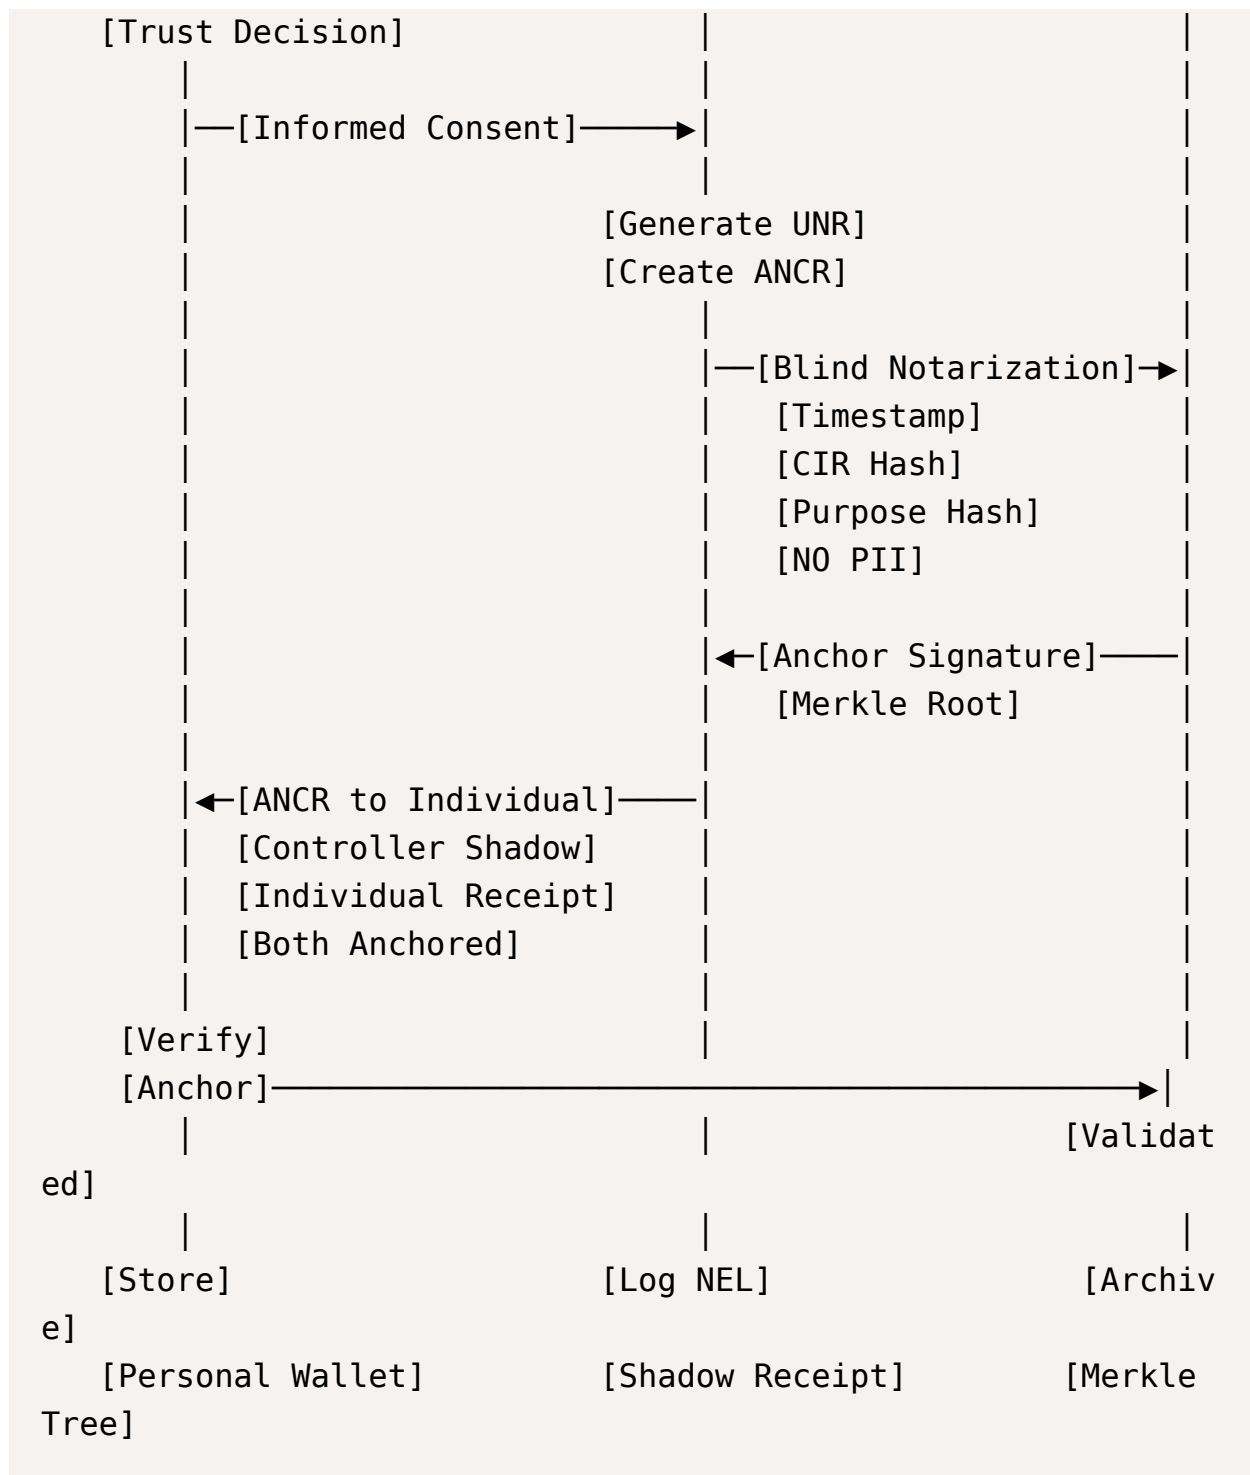 [Trust Decision] | |
| | |
|──[Informed Consent]─────▶| |
| | |
| [Generate UNR] |
| [Create ANCR] |
| | |
| |──[Blind Notarization]─▶|
| | [Timestamp] |
| | [CIR Hash] |
| | [Purpose Hash] |
| | [NO PII] |
| | |
| |◀─[Anchor Signature]────|
| | [Merkle Root] |
| | |
|◀─[ANCR to Individual]────| |
| [Controller Shadow] | |
| [Individual Receipt] | |
| [Both Anchored] | |
| | |
[Verify] | |
[Anchor]─────────────────────────────────────────────▶|
| | [Validat
ed]
| | |
[Store] [Log NEL] [Archiv
e]
[Personal Wallet] [Shadow Receipt] [Merkle
Tree]